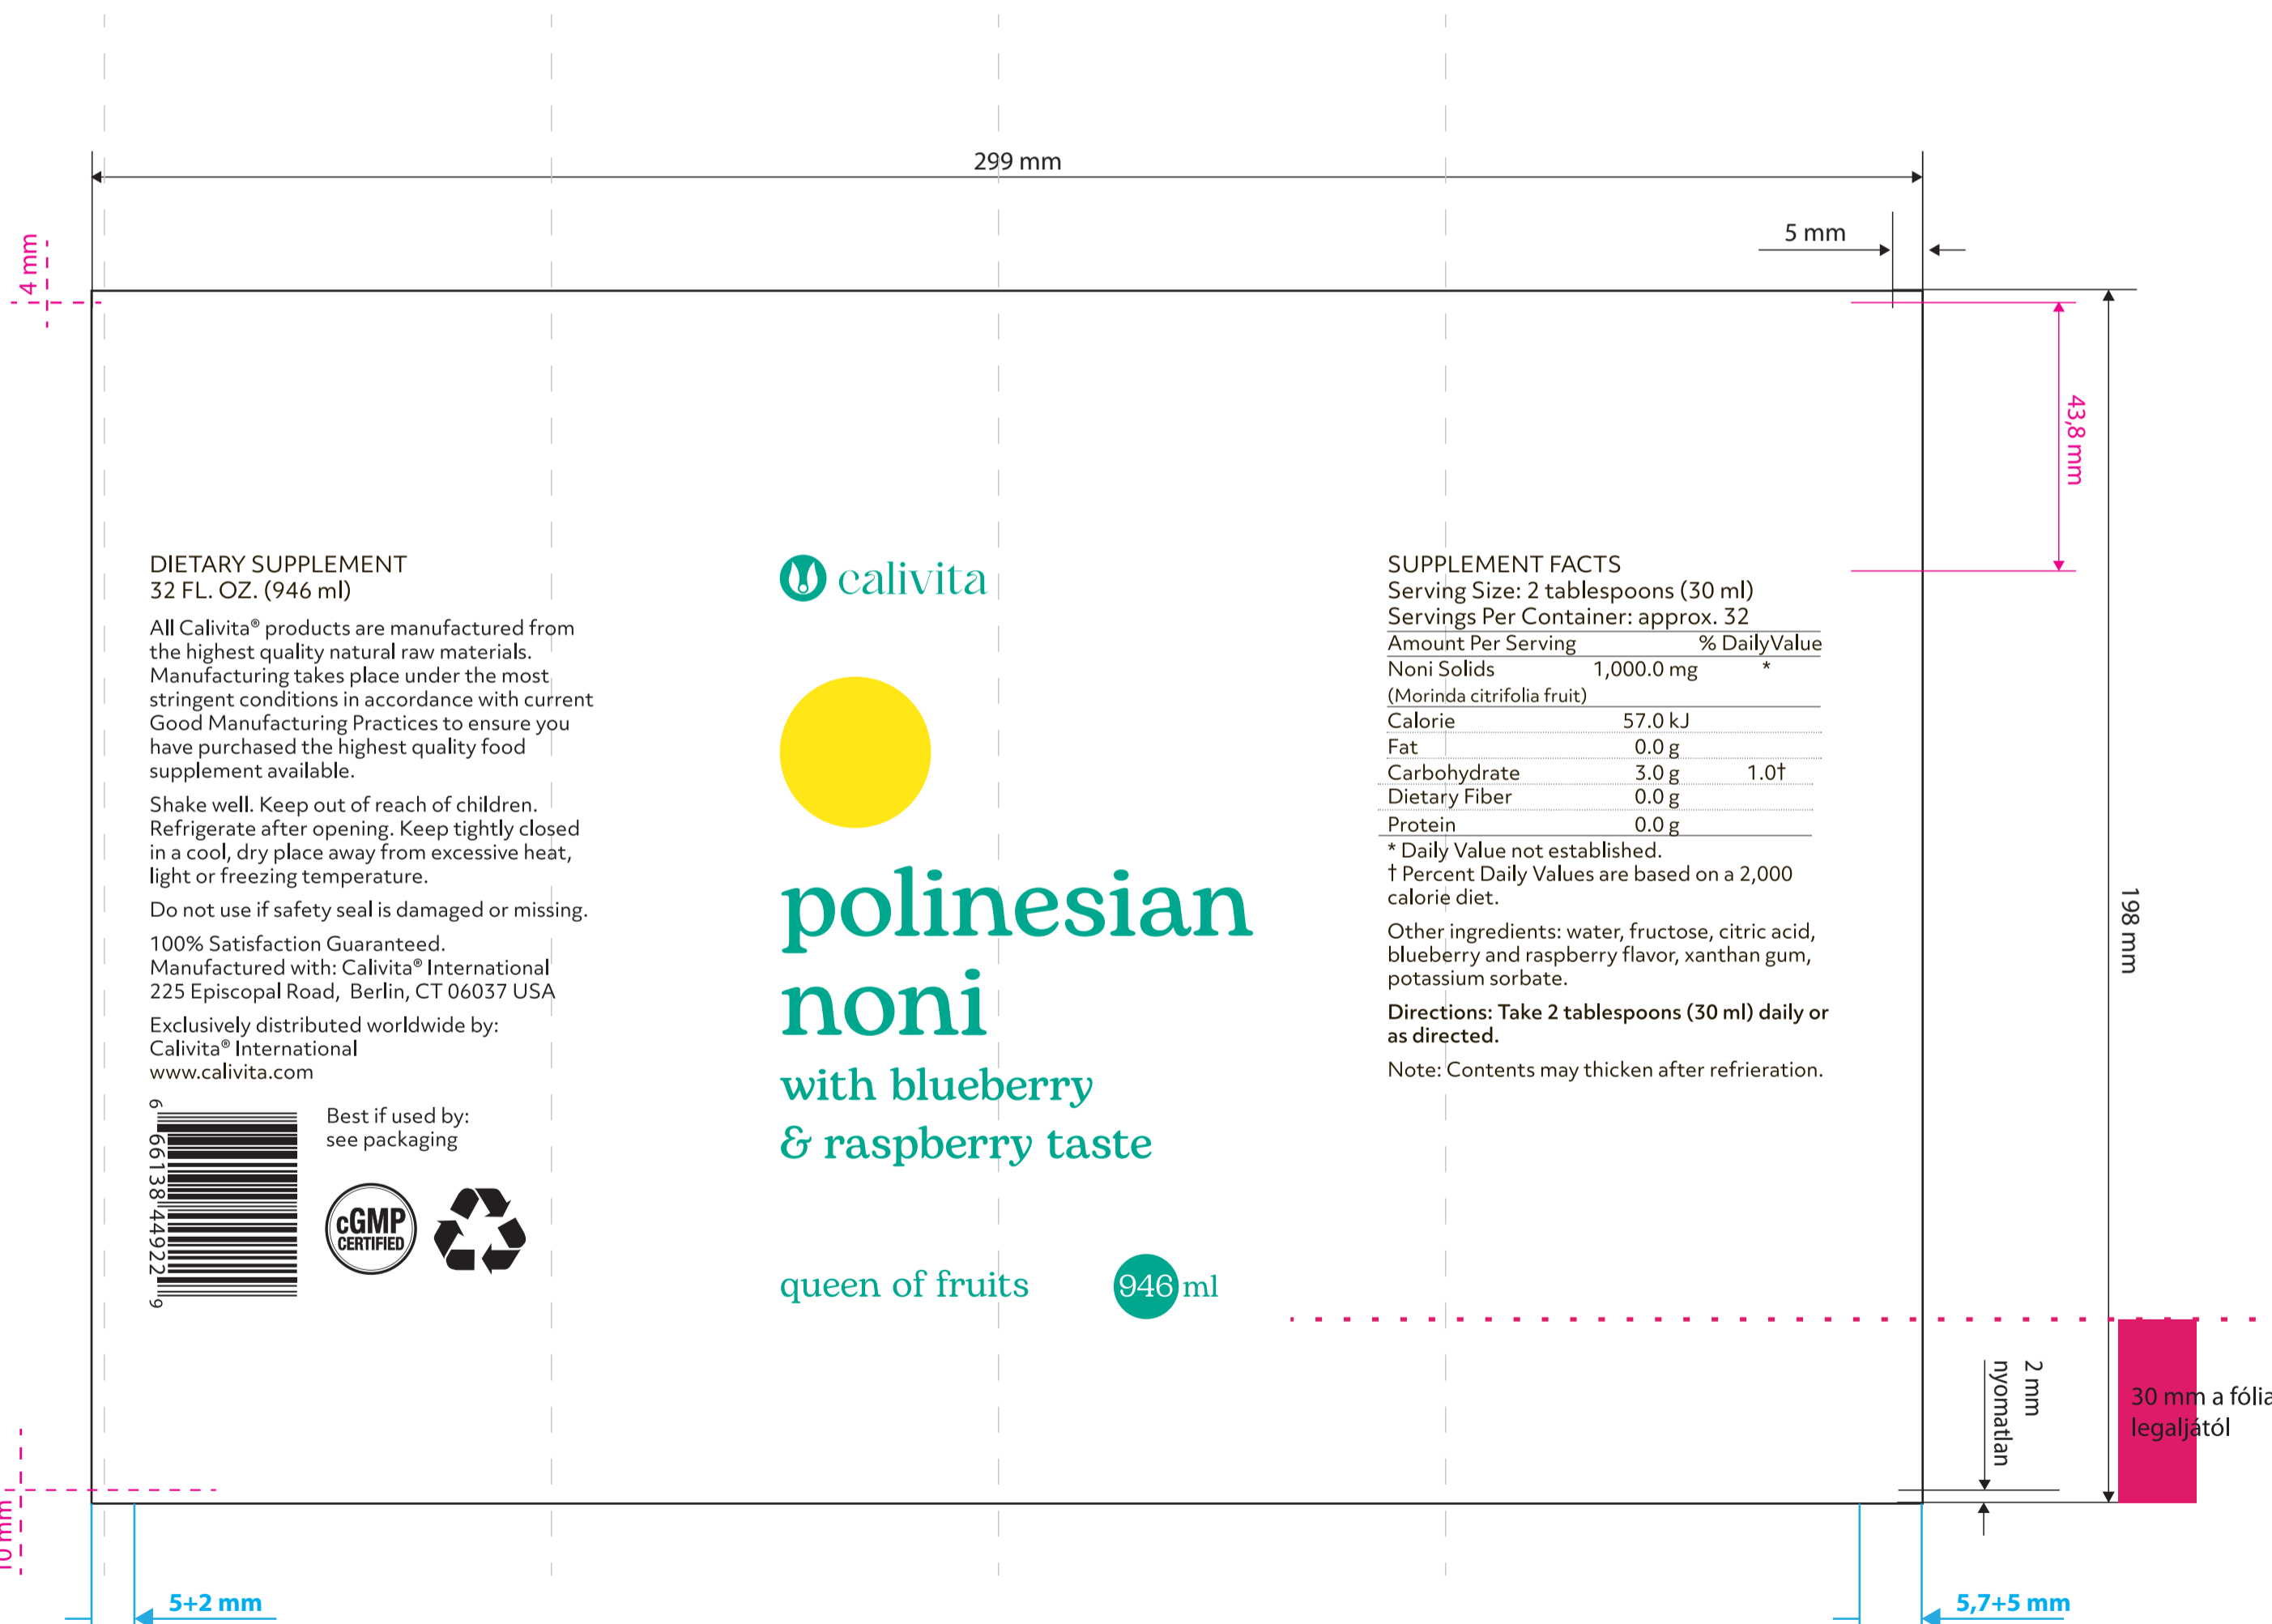 299 mm
5 mm
4 mm
43,8 mm
DIETARY SUPPLEMENT
32 FL. OZ. (946 ml)
All Calivita® products are manufactured from
the highest quality natural raw materials.
Manufacturing takes place under the most
stringent conditions in accordance with current
Good Manufacturing Practices to ensure you
have purchased the highest quality food
supplement available.
Shake well. Keep out of reach of children.
Refrigerate after opening. Keep tightly closed
in a cool, dry place away from excessive heat,
light or freezing temperature.
Do not use if safety seal is damaged or missing.
100% Satisfaction Guaranteed.
Manufactured with: Calivita® International
225 Episcopal Road, Berlin, CT 06037 USA
Exclusively distributed worldwide by:
Calivita® International
www.calivita.com
6 66138 44922 9
Best if used by:
see packaging
cGMP
CERTIFIED
calivita
polinesian
noni
with blueberry
& raspberry taste
queen of fruits
946 ml
SUPPLEMENT FACTS
Serving Size: 2 tablespoons (30 ml)
Servings Per Container: approx. 32
Amount Per Serving % DailyValue
Noni Solids 1,000.0 mg *
(Morinda citrifolia fruit)
Calorie 57.0 kJ
Fat 0.0 g
Carbohydrate 3.0 g 1.0†
Dietary Fiber 0.0 g
Protein 0.0 g
* Daily Value not established.
† Percent Daily Values are based on a 2,000
calorie diet.
Other ingredients: water, fructose, citric acid,
blueberry and raspberry flavor, xanthan gum,
potassium sorbate.
Directions: Take 2 tablespoons (30 ml) daily or
as directed.
Note: Contents may thicken after refrieration.
198 mm
2 mm
nyomatlan
30 mm a fólia
legaljától
10 mm
5+2 mm
5,7+5 mm